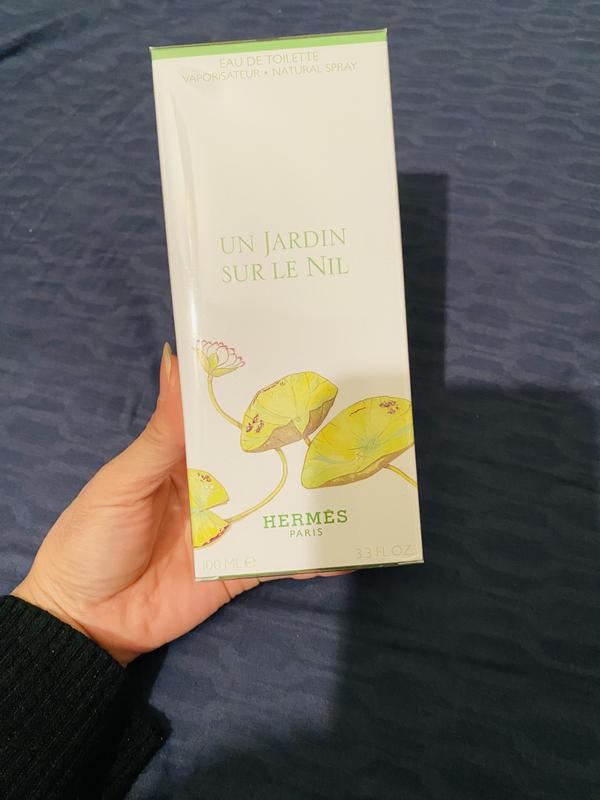 EAU DE TOILETTE
VAPORISATEUR • NATURAL SPRAY
UN JARDIN
SUR LE NIL
HERMÈS
PARIS
100 ML ℮ 3.3 FL.OZ.